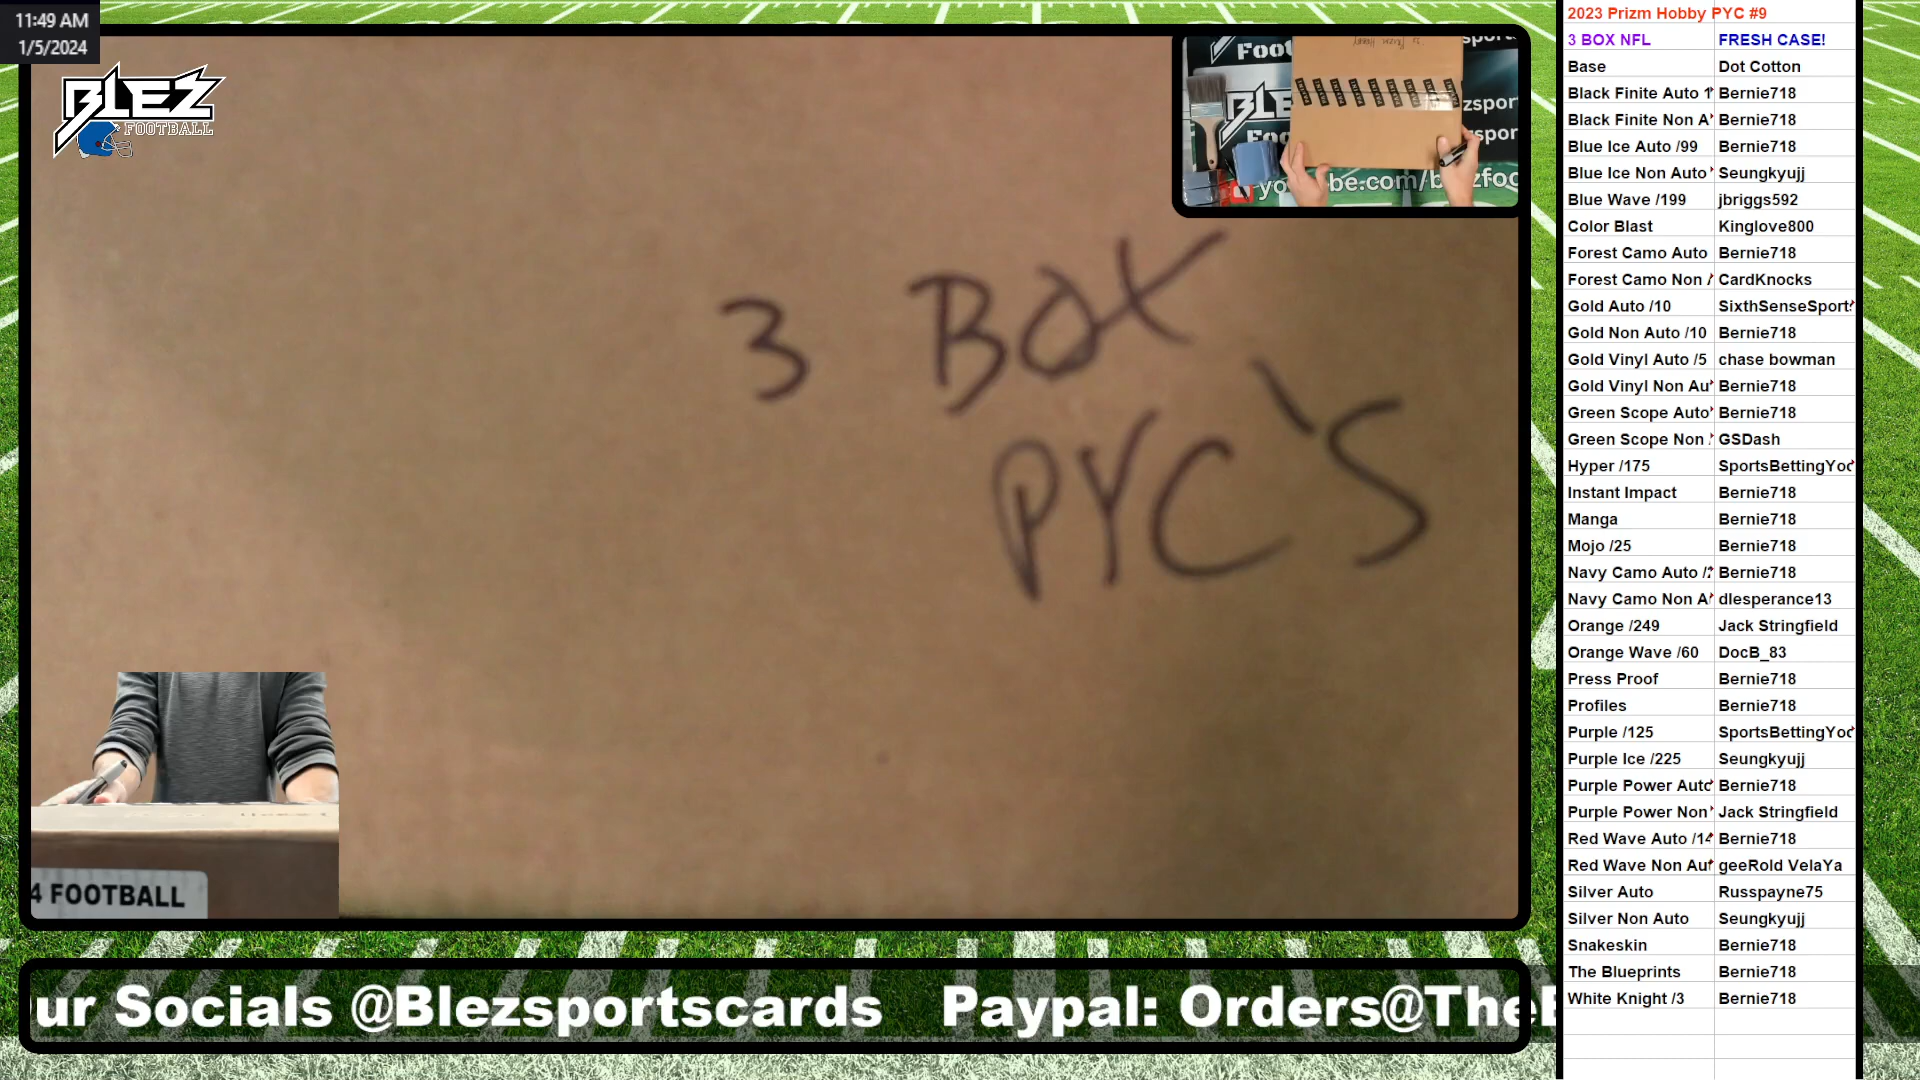 11:49 AM
1/5/2024
BLEZ
FOOTBALL
3 BOX
PYC'S
4 FOOTBALL
ur Socials @Blezsportscards Paypal: Orders@The
2023 Prizm Hobby PYC #9
3 BOX NFL FRESH CASE!
Base Dot Cotton
Black Finite Auto 1 Bernie718
Black Finite Non A Bernie718
Blue Ice Auto /99 Bernie718
Blue Ice Non Auto Seungkyujj
Blue Wave /199 jbriggs592
Color Blast Kinglove800
Forest Camo Auto Bernie718
Forest Camo Non CardKnocks
Gold Auto /10 SixthSenseSport
Gold Non Auto /10 Bernie718
Gold Vinyl Auto /5 chase bowman
Gold Vinyl Non Au Bernie718
Green Scope Auto Bernie718
Green Scope Non GSDash
Hyper /175 SportsBettingYo
Instant Impact Bernie718
Manga Bernie718
Mojo /25 Bernie718
Navy Camo Auto / Bernie718
Navy Camo Non A dlesperance13
Orange /249 Jack Stringfield
Orange Wave /60 DocB_83
Press Proof Bernie718
Profiles Bernie718
Purple /125 SportsBettingYo
Purple Ice /225 Seungkyujj
Purple Power Auto Bernie718
Purple Power Non Jack Stringfield
Red Wave Auto /14 Bernie718
Red Wave Non Au geeRold VelaYa
Silver Auto Russpayne75
Silver Non Auto Seungkyujj
Snakeskin Bernie718
The Blueprints Bernie718
White Knight /3 Bernie718